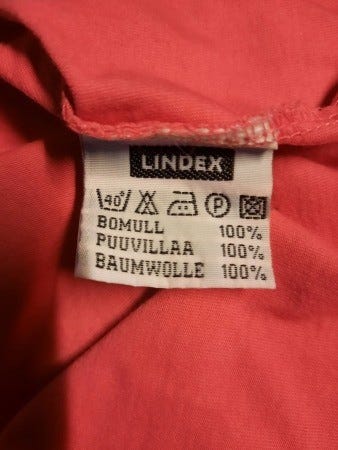 LINDEX
40° P
BOMULL 100%
PUUVILLAA 100%
BAUMWOLLE 100%